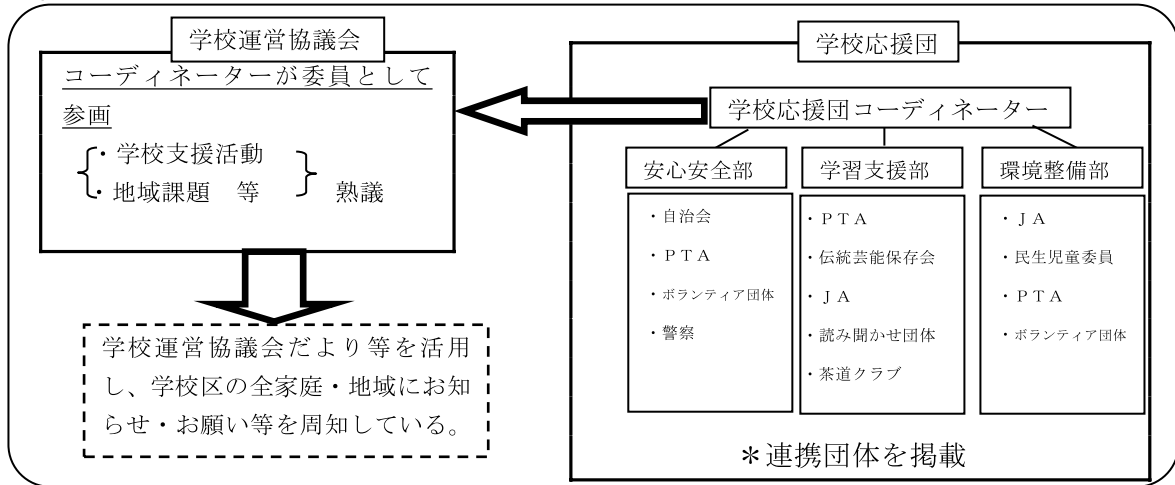 学校運営協議会
コーディネーターが委員として
参画
・学校支援活動
・地域課題　等
熟議
学校運営協議会だより等を活用
し、学校区の全家庭・地域にお知
らせ・お願い等を周知している。
学校応援団
学校応援団コーディネーター
安心安全部
・自治会
・ＰＴＡ
・ボランティア団体
・警察
学習支援部
・ＰＴＡ
・伝統芸能保存会
・ＪＡ
・読み聞かせ団体
・茶道クラブ
環境整備部
・ＪＡ
・民生児童委員
・ＰＴＡ
・ボランティア団体
＊連携団体を掲載